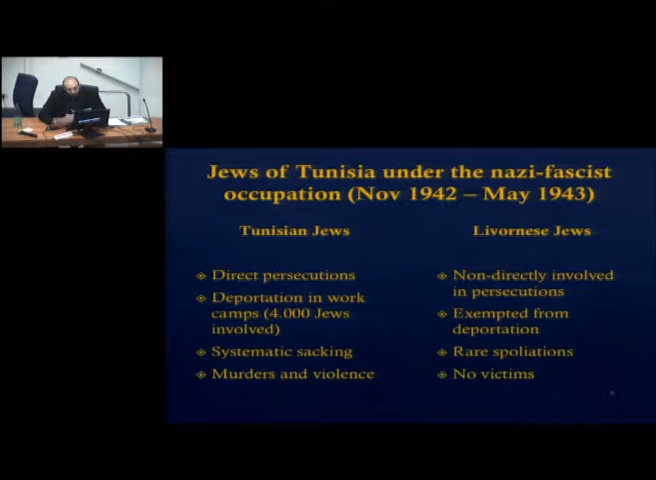 Jews of Tunisia under the nazi-fascist
occupation (Nov 1942 – May 1943)
Tunisian Jews
Direct persecutions
Deportation in work
camps (4.000 Jews
involved)
Systematic sacking
Murders and violence
Livornese Jews
Non-directly involved
in persecutions
Exempted from
deportation
Rare spoliations
No victims